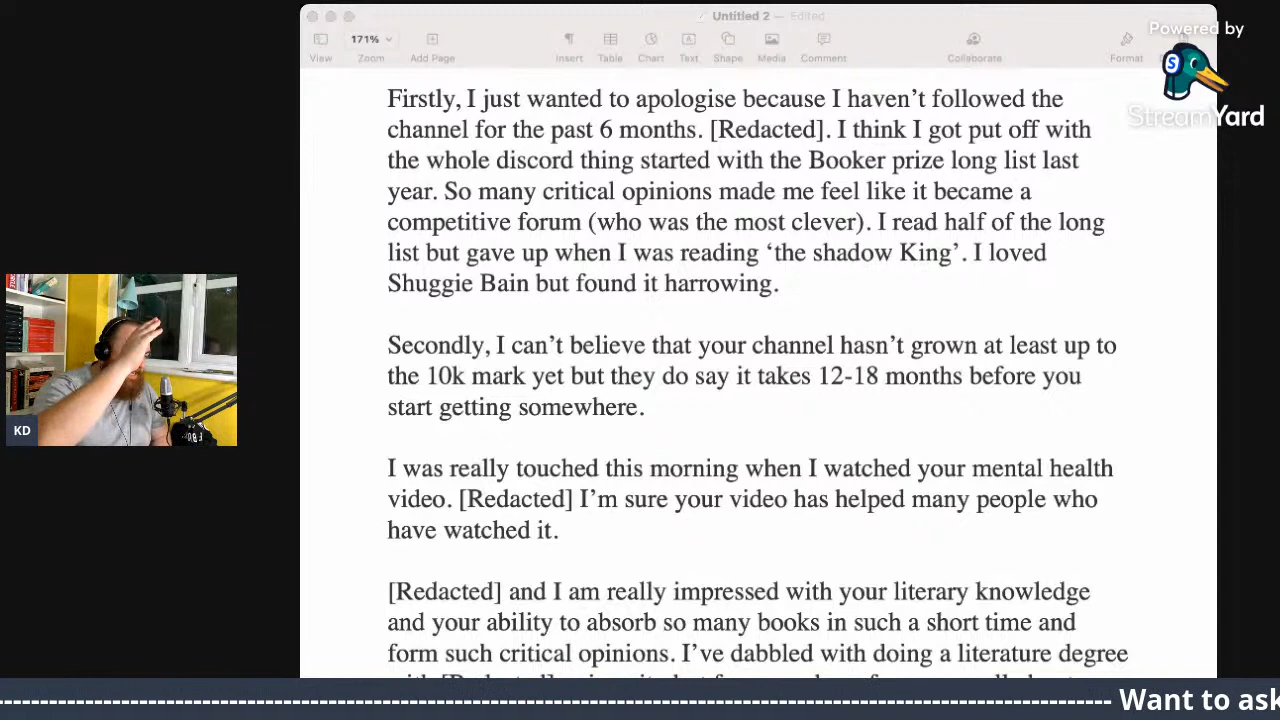 Untitled 2 — Edited
171%
View
Zoom
Add Page
Insert
Table
Chart
Text
Shape
Media
Comment
Collaborate
Format
Powered by
StreamYard
Firstly, I just wanted to apologise because I haven’t followed the
channel for the past 6 months. [Redacted]. I think I got put off with
the whole discord thing started with the Booker prize long list last
year. So many critical opinions made me feel like it became a
competitive forum (who was the most clever). I read half of the long
list but gave up when I was reading ‘the shadow King’. I loved
Shuggie Bain but found it harrowing.
Secondly, I can’t believe that your channel hasn’t grown at least up to
the 10k mark yet but they do say it takes 12-18 months before you
start getting somewhere.
I was really touched this morning when I watched your mental health
video. [Redacted] I’m sure your video has helped many people who
have watched it.
[Redacted] and I am really impressed with your literary knowledge
and your ability to absorb so many books in such a short time and
form such critical opinions. I’ve dabbled with doing a literature degree
KD
Want to ask